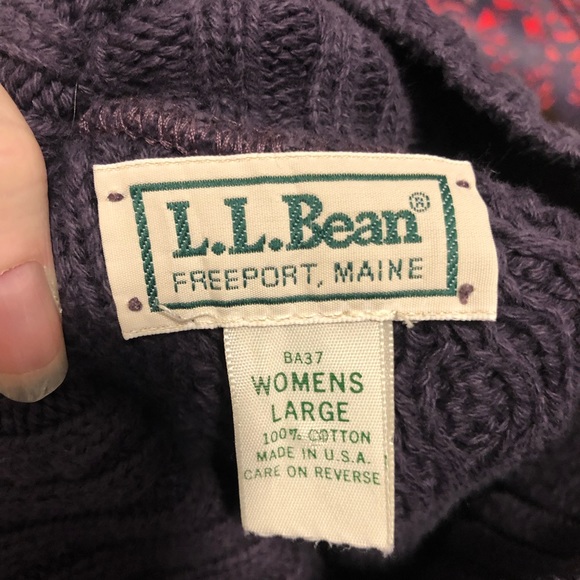 L.L.Bean®
FREEPORT, MAINE
BA37
WOMENS
LARGE
100% COTTON
MADE IN U.S.A.
CARE ON REVERSE